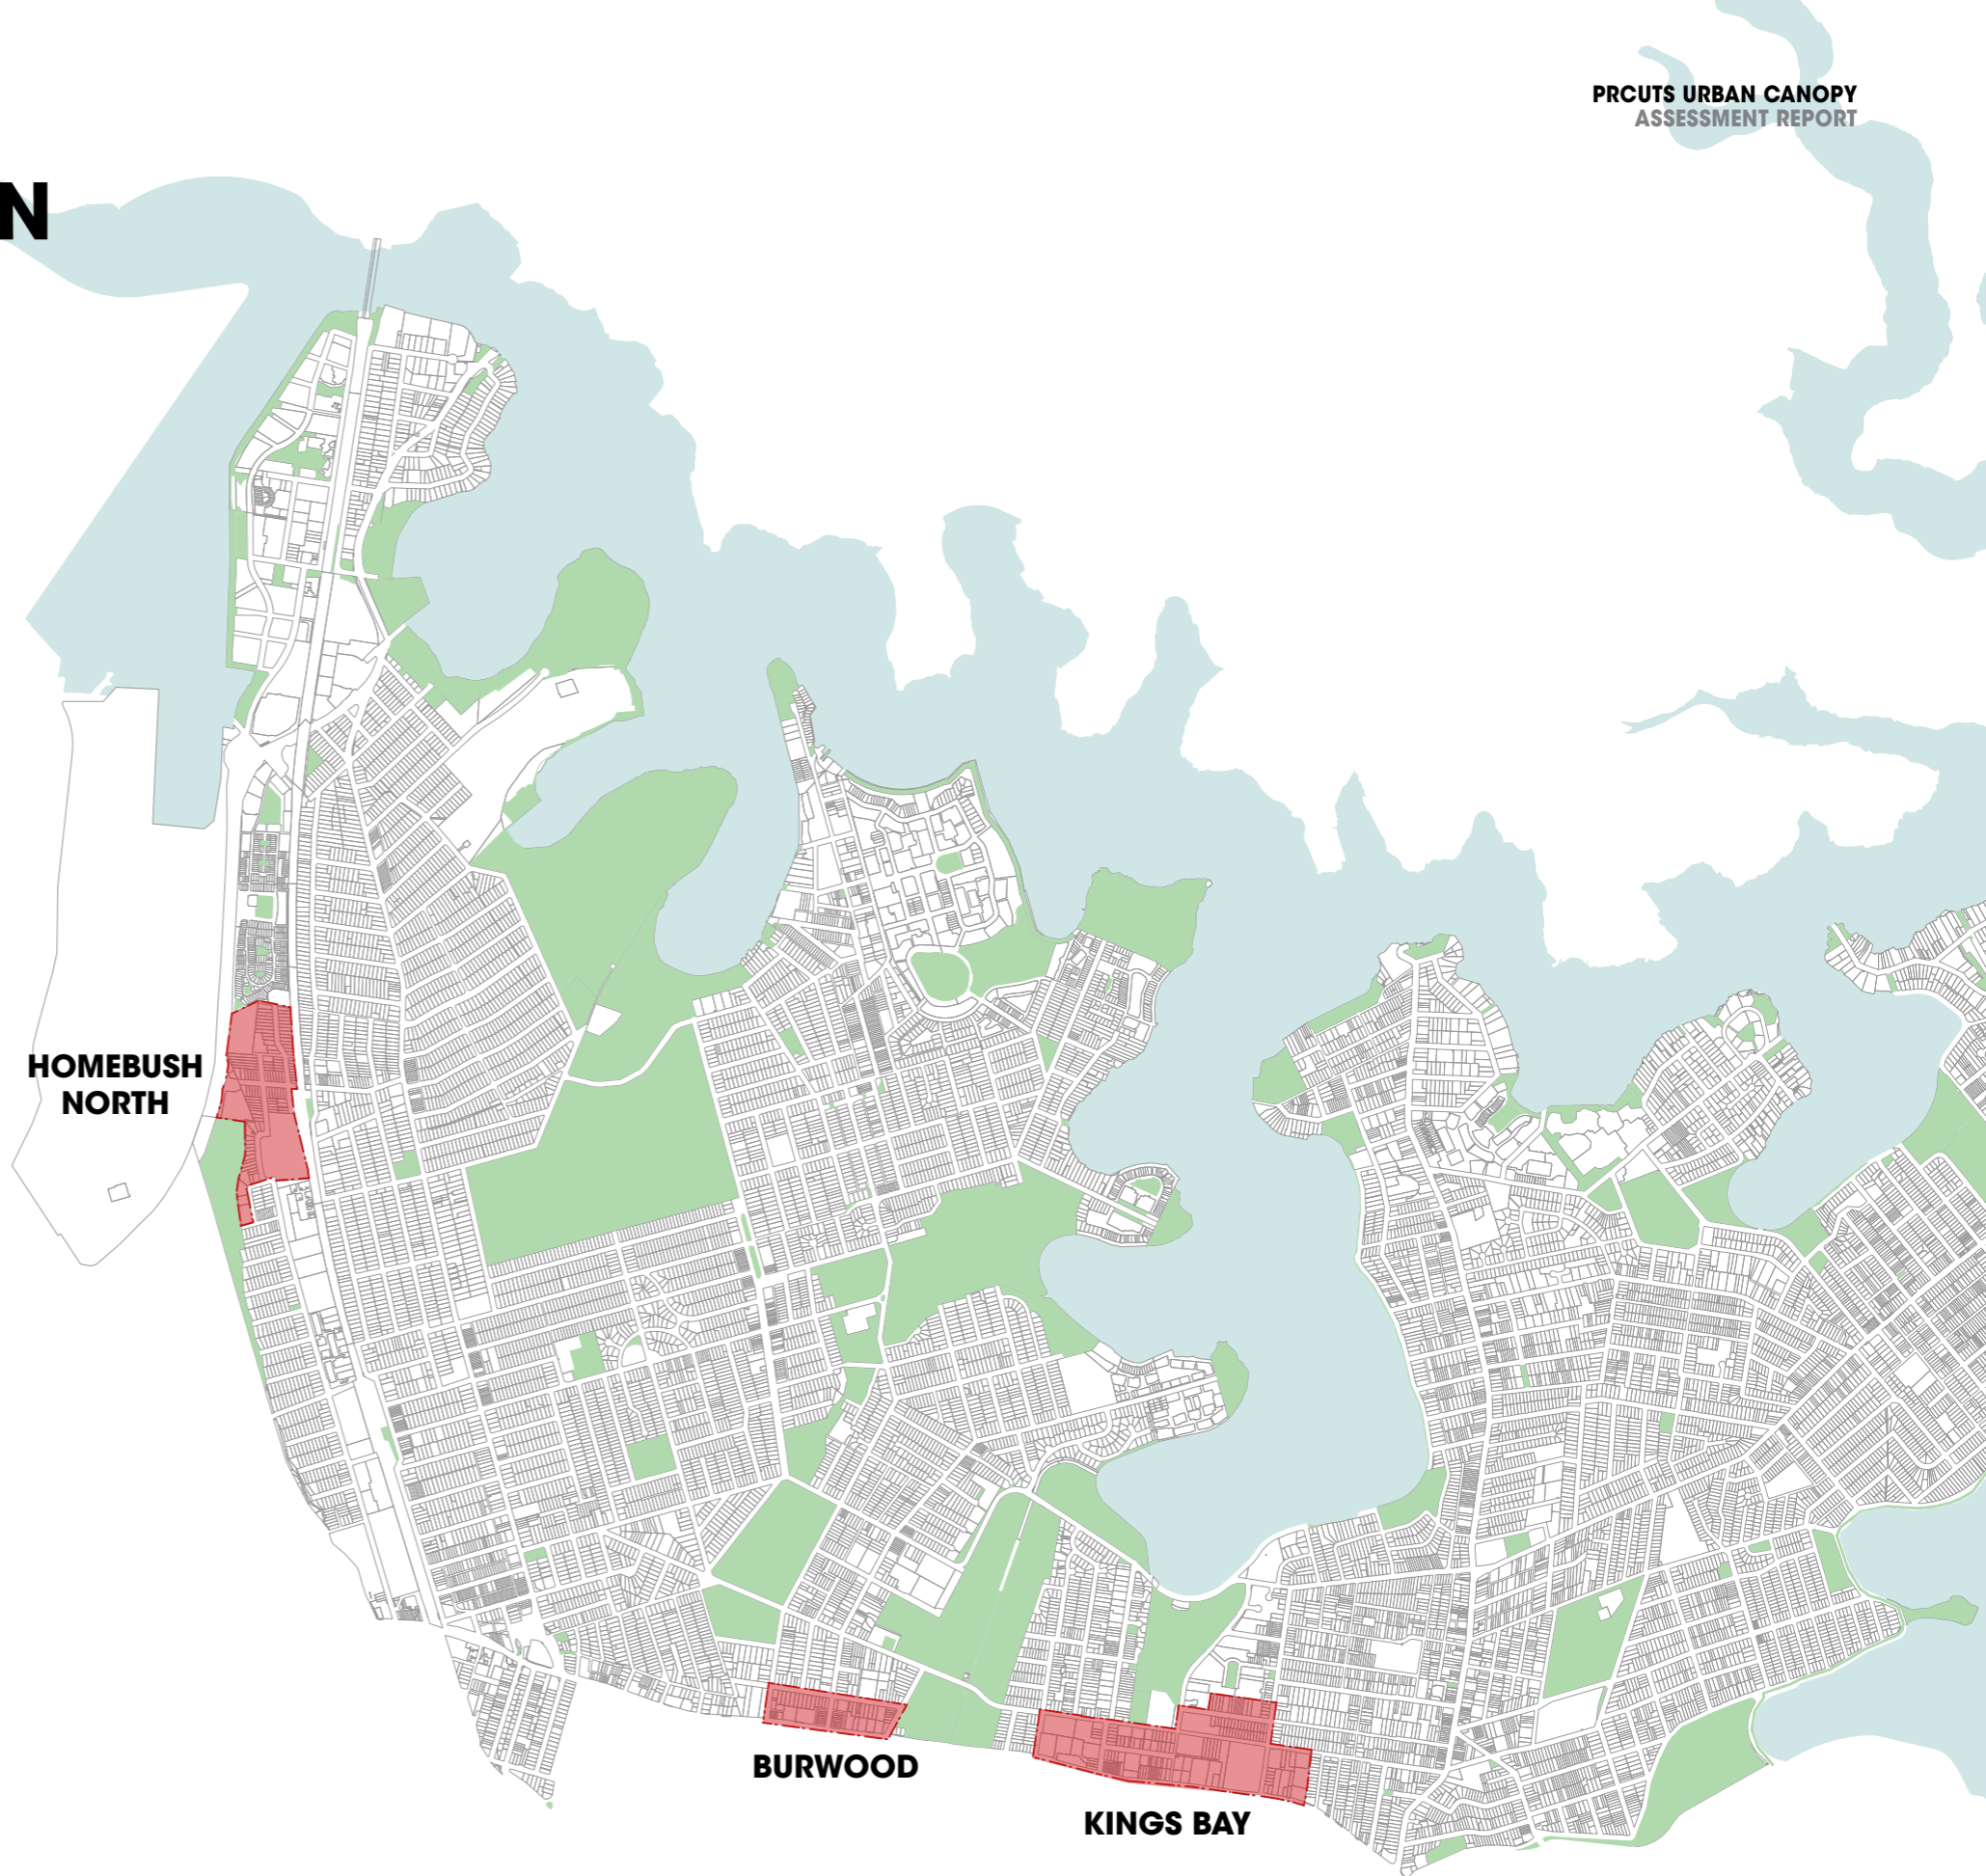 PRCUTS URBAN CANOPY
ASSESSMENT REPORT
N
HOMEBUSH
NORTH
BURWOOD
KINGS BAY